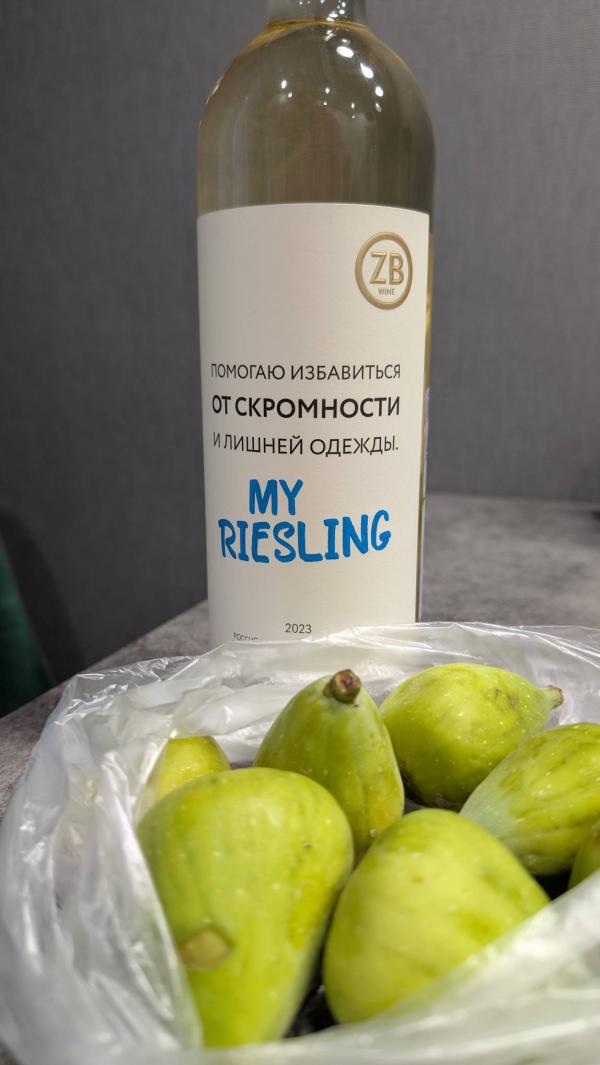 ZB
WINE
ПОМОГАЮ ИЗБАВИТЬСЯ
ОТ СКРОМНОСТИ
И ЛИШНЕЙ ОДЕЖДЫ.
MY
RIESLING
2023